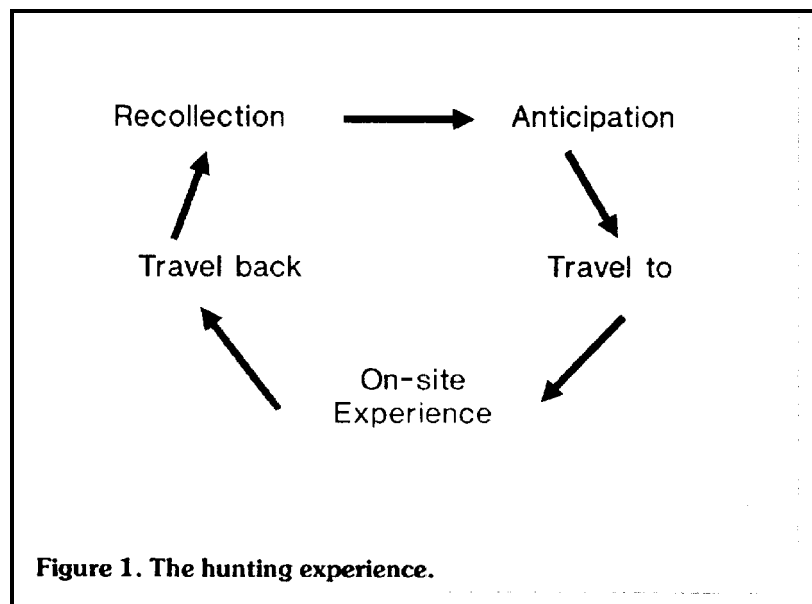 Recollection
Anticipation
Travel back
Travel to
On-site
Experience
Figure 1. The hunting experience.